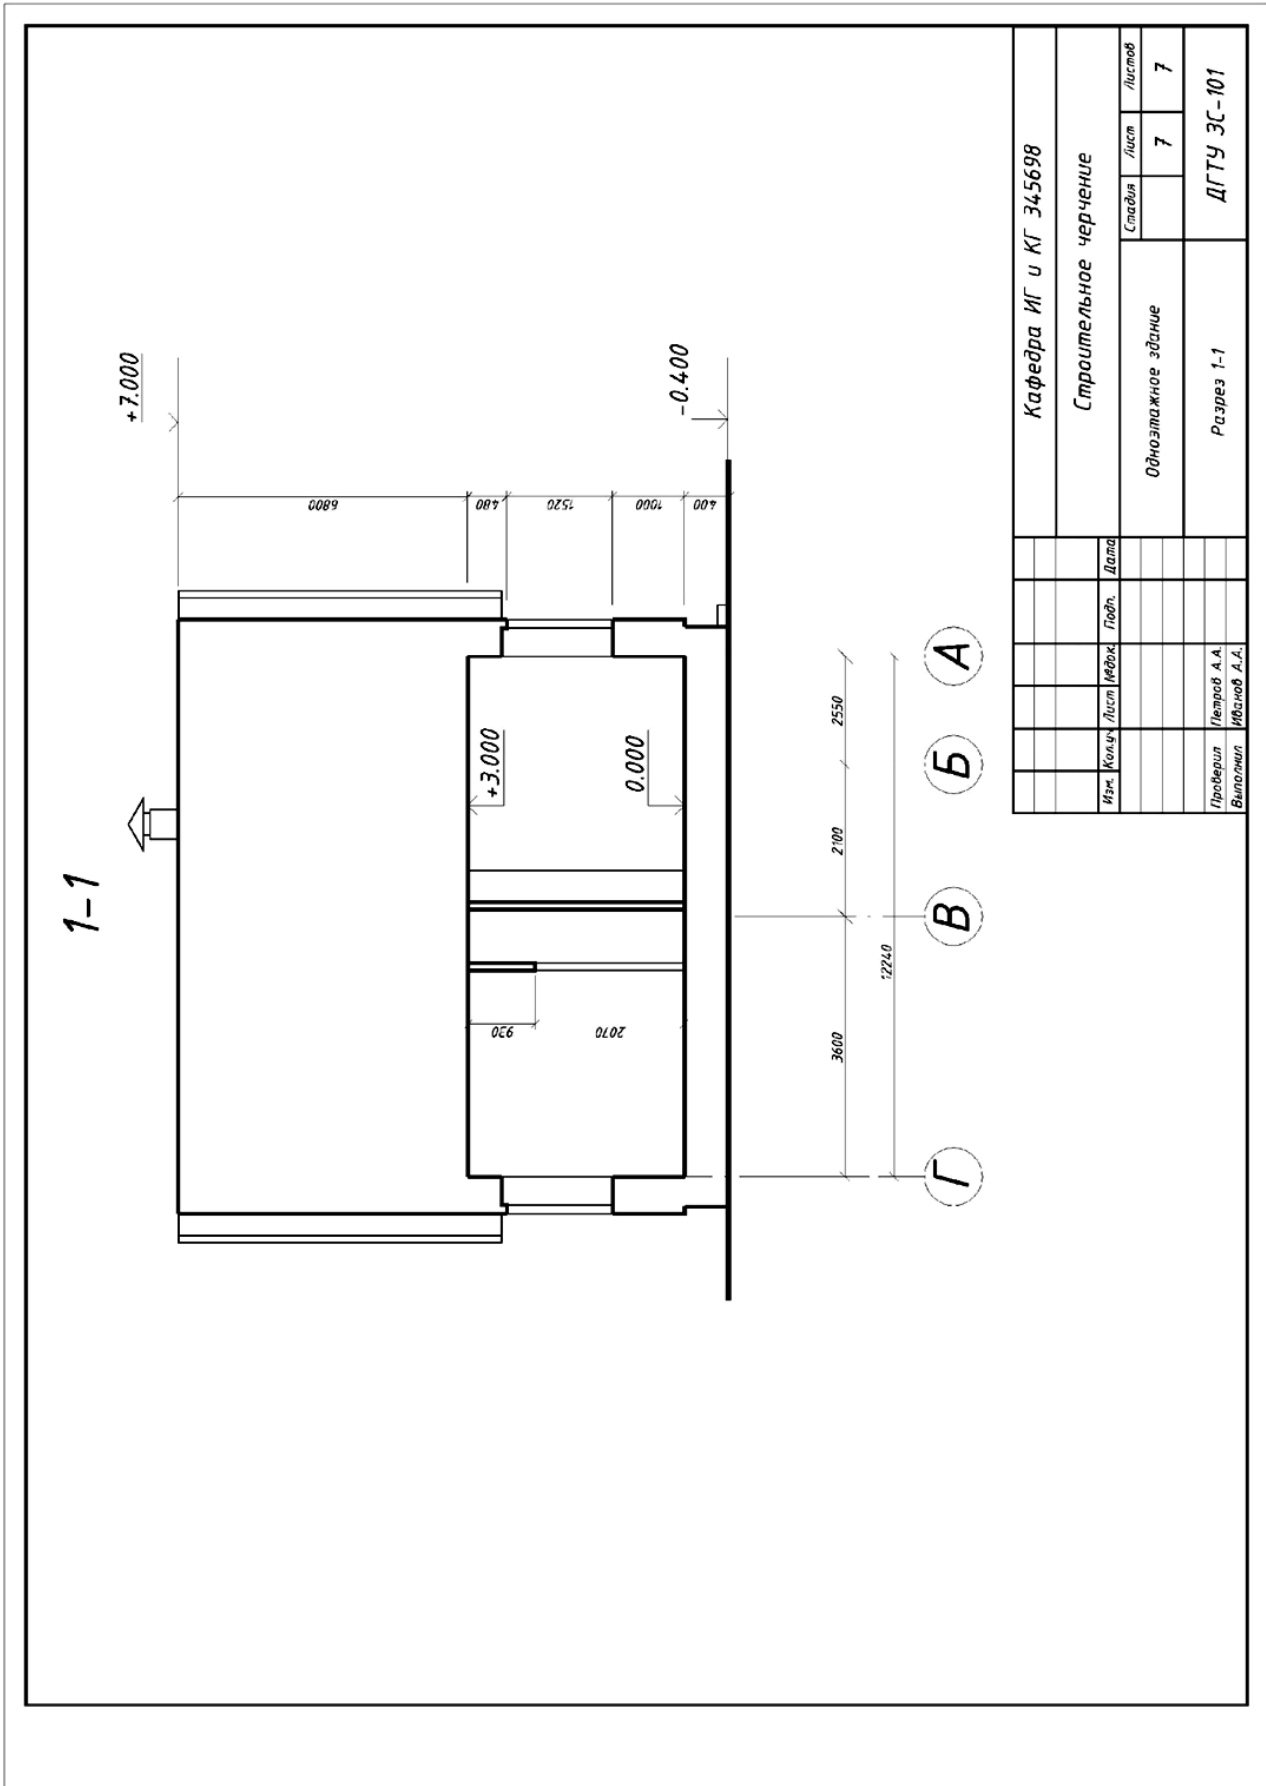 1-1
+7.000
-0.400
6800
480
1520
1000
400
+3.000
0.000
930
2070
3600
2100
2550
12240
Г
В
Б
А
Кафедра ИГ и КГ 345698
Строительное черчение
Изм.
Кол.уч
Лист
№док.
Подп.
Дата
Одноэтажное здание
Стадия
Лист
Листов
7
7
Проверил
Петров А.А.
Выполнил
Иванов А.А.
Разрез 1-1
ДГТУ ЗС-101